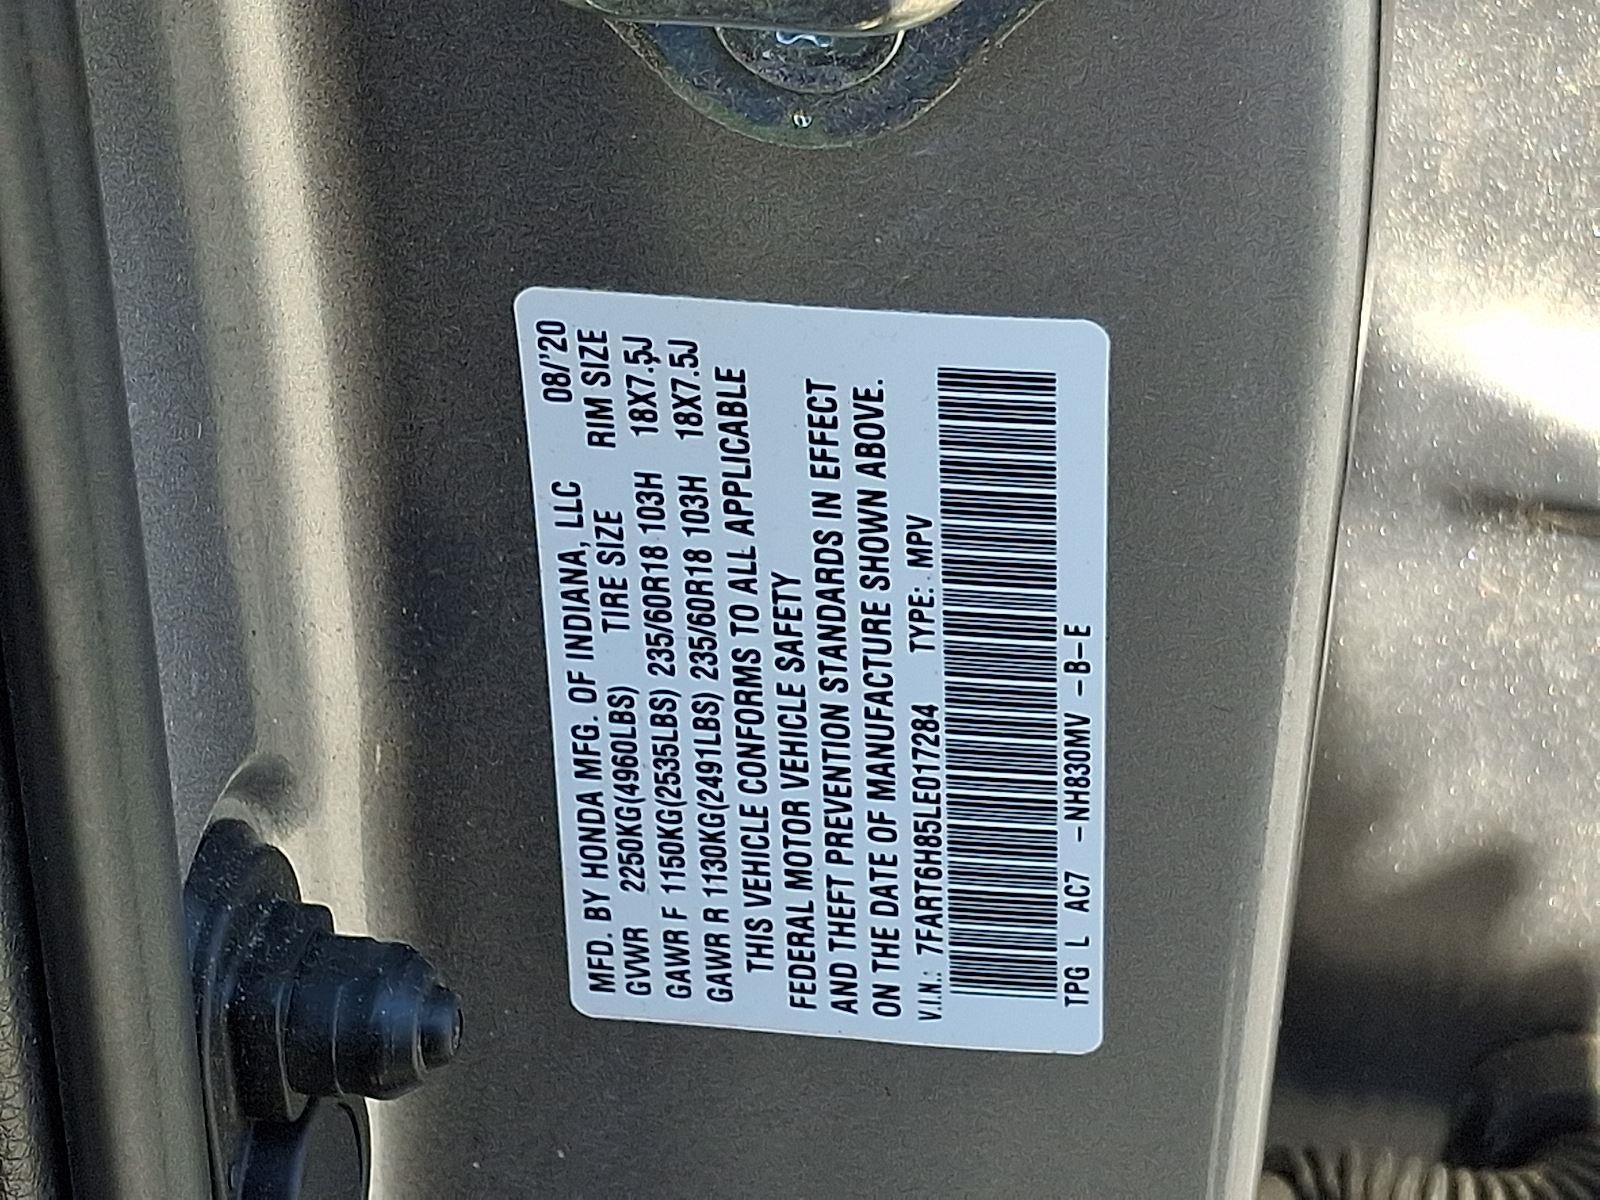 MFD. BY HONDA MFG. OF INDIANA, LLC 08/'20
GVWR 2250KG(4960LBS) TIRE SIZE RIM SIZE
GAWR F 1150KG(2535LBS) 235/60R18 103H 18X7.5J
GAWR R 1130KG(2491LBS) 235/60R18 103H 18X7.5J
THIS VEHICLE CONFORMS TO ALL APPLICABLE
FEDERAL MOTOR VEHICLE SAFETY
AND THEFT PREVENTION STANDARDS IN EFFECT
ON THE DATE OF MANUFACTURE SHOWN ABOVE.
V.I.N.: 7FART6H85LE017284 TYPE: MPV
TPG L AC7 -NH830MV -B-E